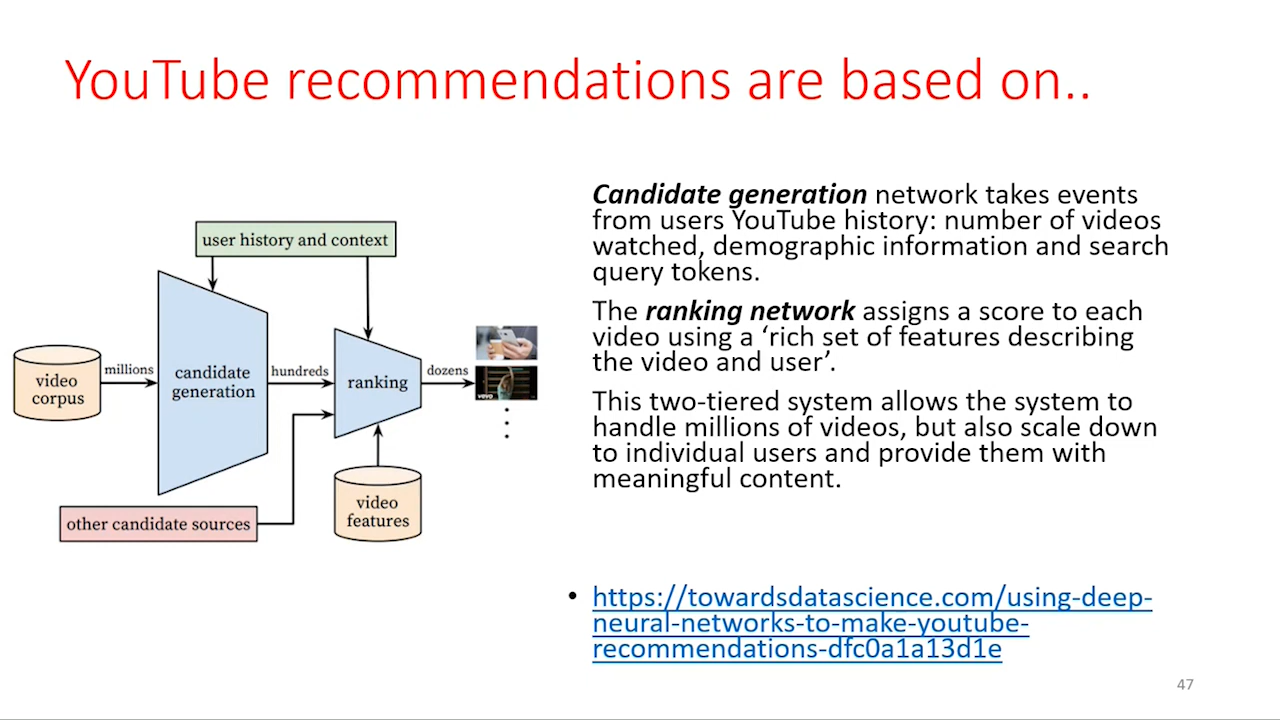 YouTube recommendations are based on..
user history and context
video
corpus
millions
candidate
generation
hundreds
ranking
dozens
vevo
other candidate sources
video
features
Candidate generation network takes events
from users YouTube history: number of videos
watched, demographic information and search
query tokens.
The ranking network assigns a score to each
video using a ‘rich set of features describing
the video and user’.
This two-tiered system allows the system to
handle millions of videos, but also scale down
to individual users and provide them with
meaningful content.
• https://towardsdatascience.com/using-deep-
neural-networks-to-make-youtube-
recommendations-dfc0a1a13d1e
47